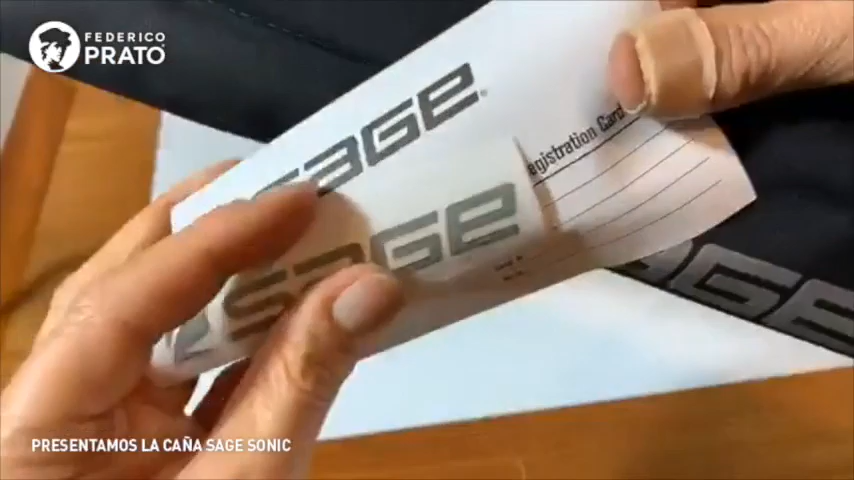 FEDERICO
PRATO
SAGE
Registration Card
SAGE
SAGE
PRESENTAMOS LA CAÑA SAGE SONIC